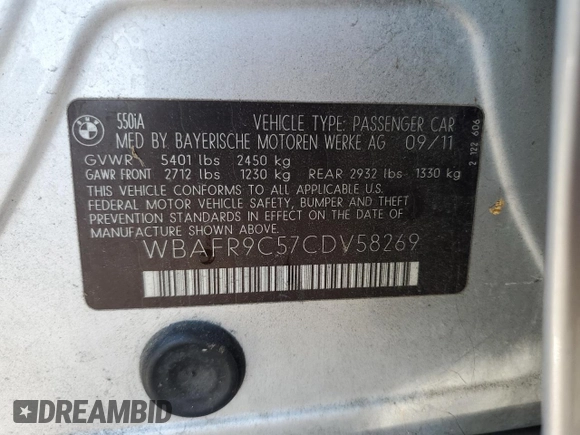 550iA VEHICLE TYPE: PASSENGER CAR
MFD BY BAYERISCHE MOTOREN WERKE AG 09/11
GVWR 5401 lbs 2450 kg
GAWR FRONT 2712 lbs 1230 kg REAR 2932 lbs 1330 kg
THIS VEHICLE CONFORMS TO ALL APPLICABLE U.S.
FEDERAL MOTOR VEHICLE SAFETY, BUMPER AND THEFT
PREVENTION STANDARDS IN EFFECT ON THE DATE OF
MANUFACTURE SHOWN ABOVE.
WBAFR9C57CDV58269
2 122 606
BMW
DREAMBID